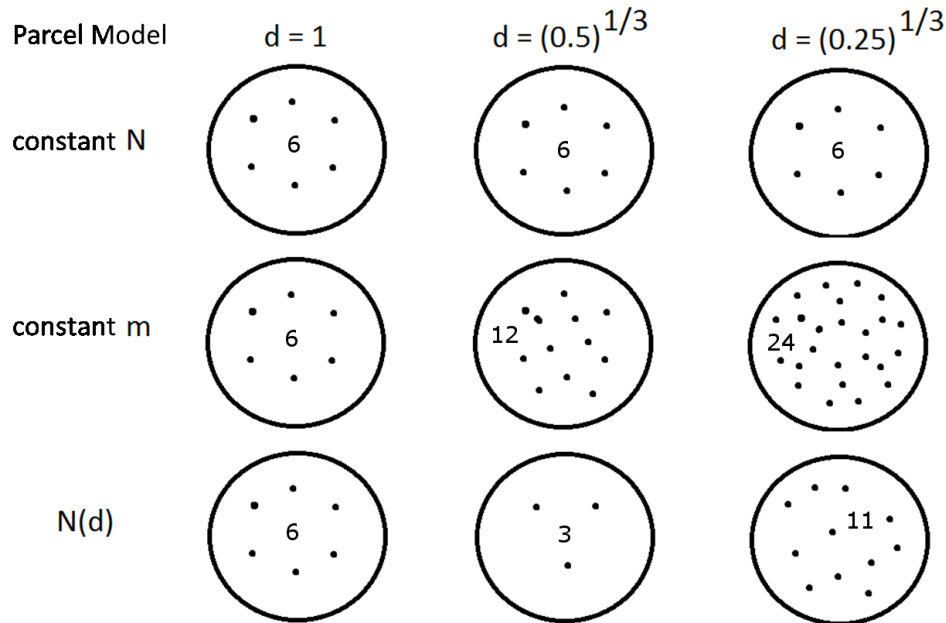 Parcel Model d = 1 d = (0.5)^1/3 d = (0.25)^1/3
constant N 6 6 6
constant m 6 12 24
N(d) 6 3 11